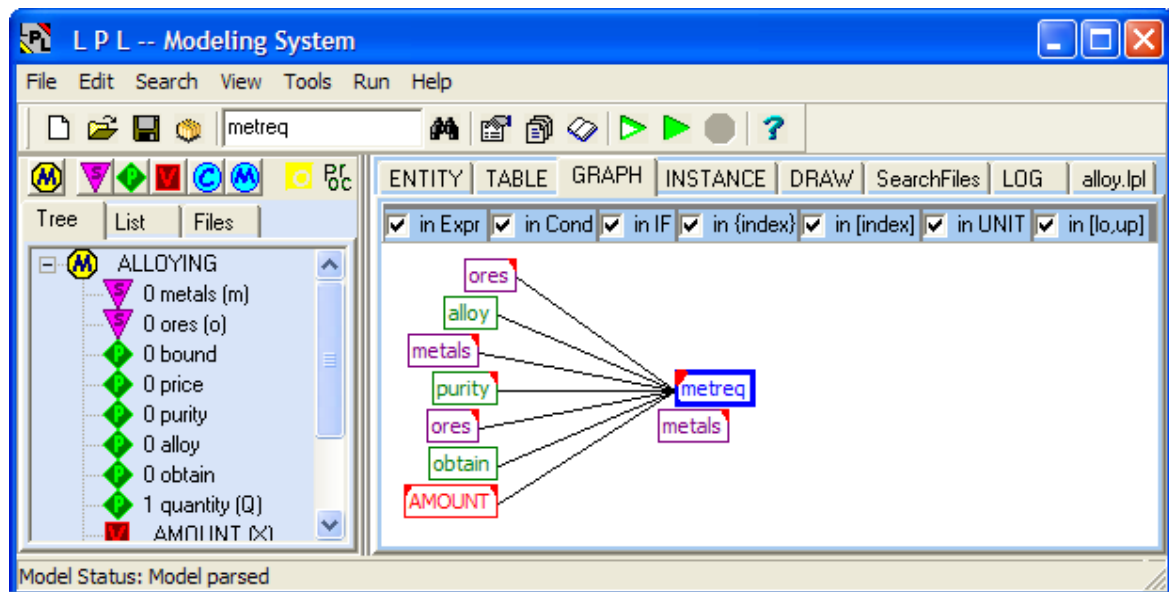 L P L -- Modeling System
File Edit Search View Tools Run Help
metreq
Proc
ENTITY TABLE GRAPH INSTANCE DRAW SearchFiles LOG alloy.lpl
Tree List Files
in Expr in Cond in IF in {index} in [index] in UNIT in [lo,up]
ALLOYING
0 metals (m)
0 ores (o)
0 bound
0 price
0 purity
0 alloy
0 obtain
1 quantity (Q)
AMOUNT (X)
ores
alloy
metals
purity
ores
obtain
AMOUNT
metreq
metals
Model Status: Model parsed